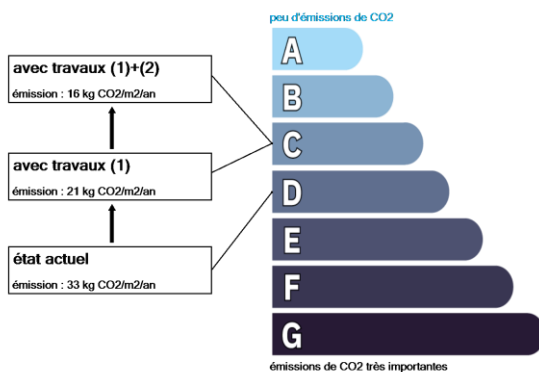 peu d'émissions de CO2
A
avec travaux (1)+(2)
émission : 16 kg CO2/m2/an
B
C
avec travaux (1)
émission : 21 kg CO2/m2/an
D
E
état actuel
émission : 33 kg CO2/m2/an
F
G
émissions de CO2 très importantes